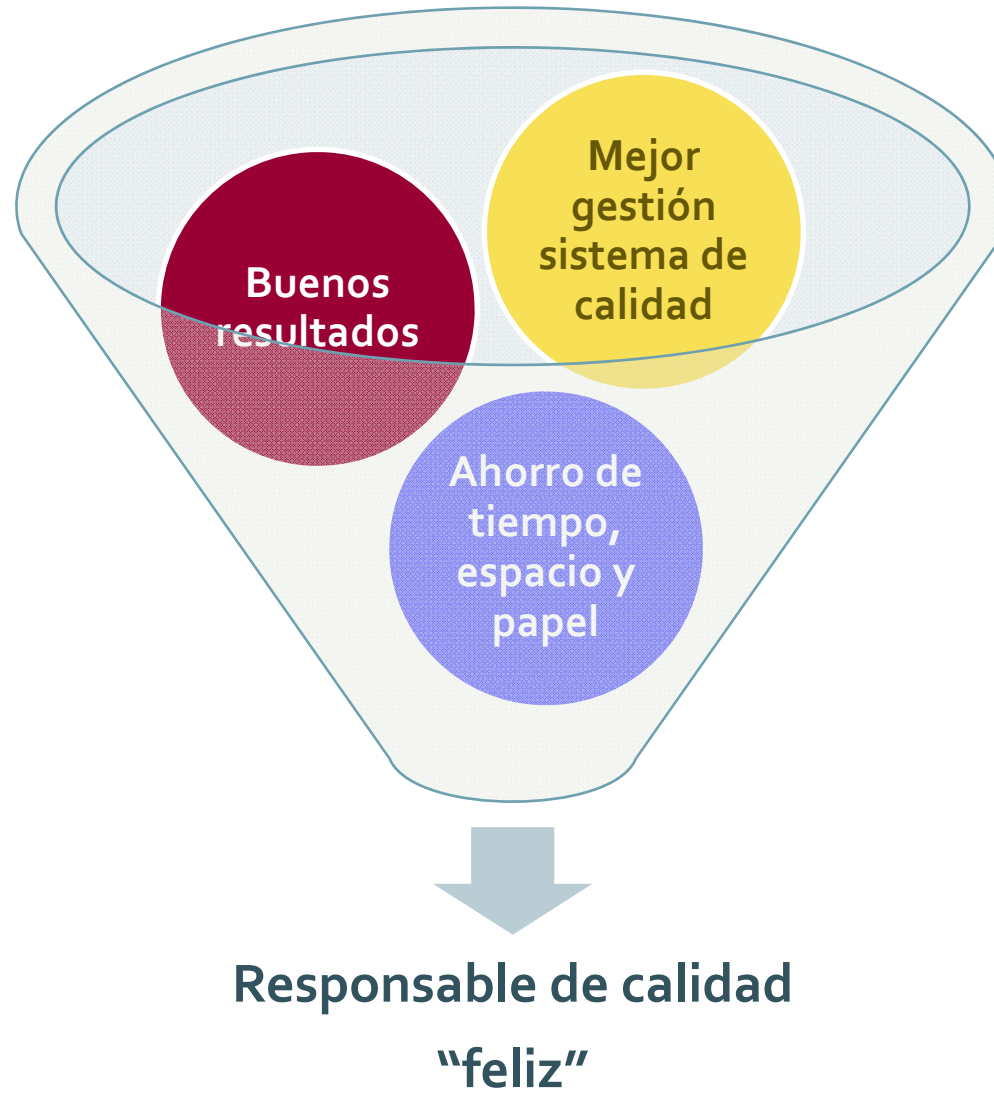 Mejor
gestión
sistema de
calidad
Buenos
resultados
Ahorro de
tiempo,
espacio y
papel
Responsable de calidad
“feliz”